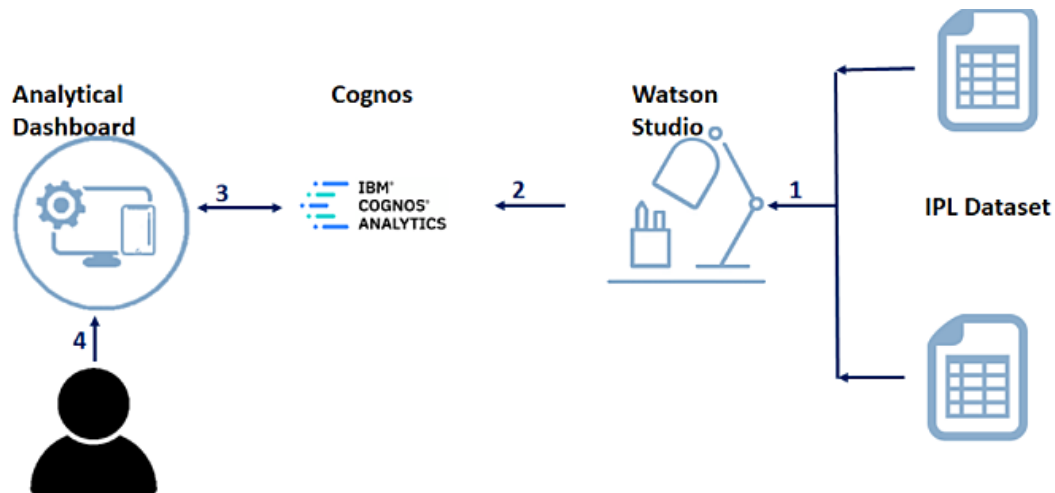 Analytical
Dashboard
Cognos
Watson
Studio
3
IBM®
COGNOS®
ANALYTICS
2
1
IPL Dataset
4